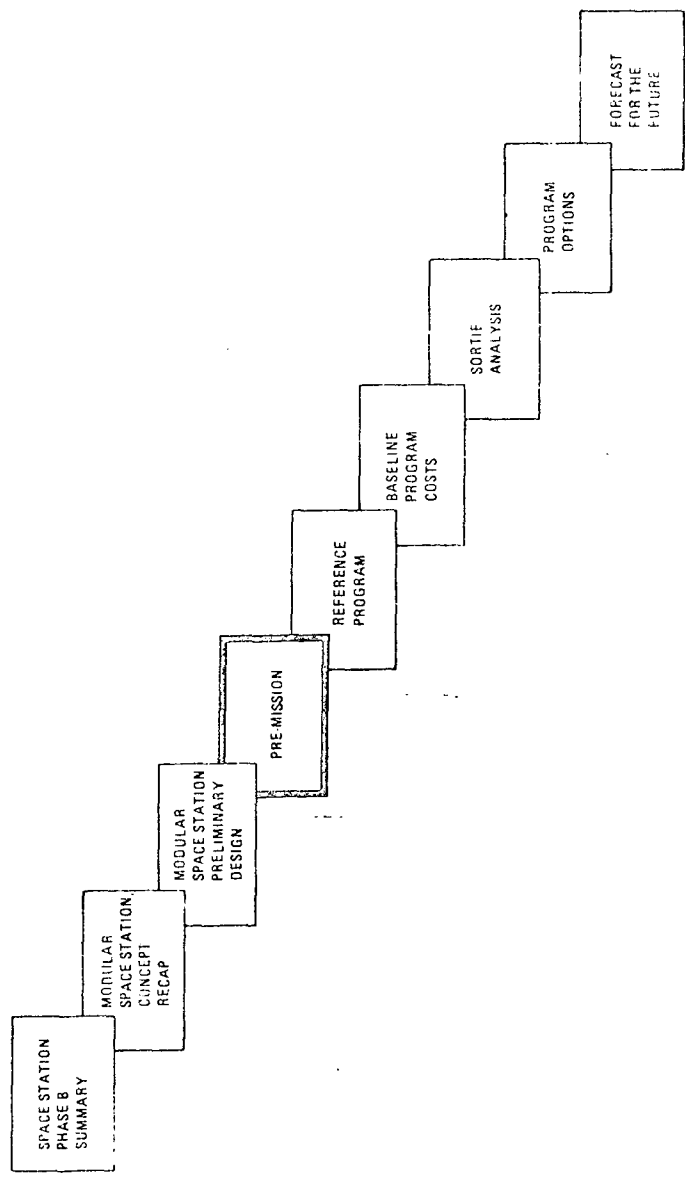 SPACE STATION
PHASE B
SUMMARY
MODULAR
SPACE STATION
CONCEPT
RECAP
MODULAR
SPACE STATION
PRELIMINARY
DESIGN
PRE-MISSION
REFERENCE
PROGRAM
BASELINE
PROGRAM
COSTS
SORTIE
ANALYSIS
PROGRAM
OPTIONS
FORECAST
FOR THE
FUTURE